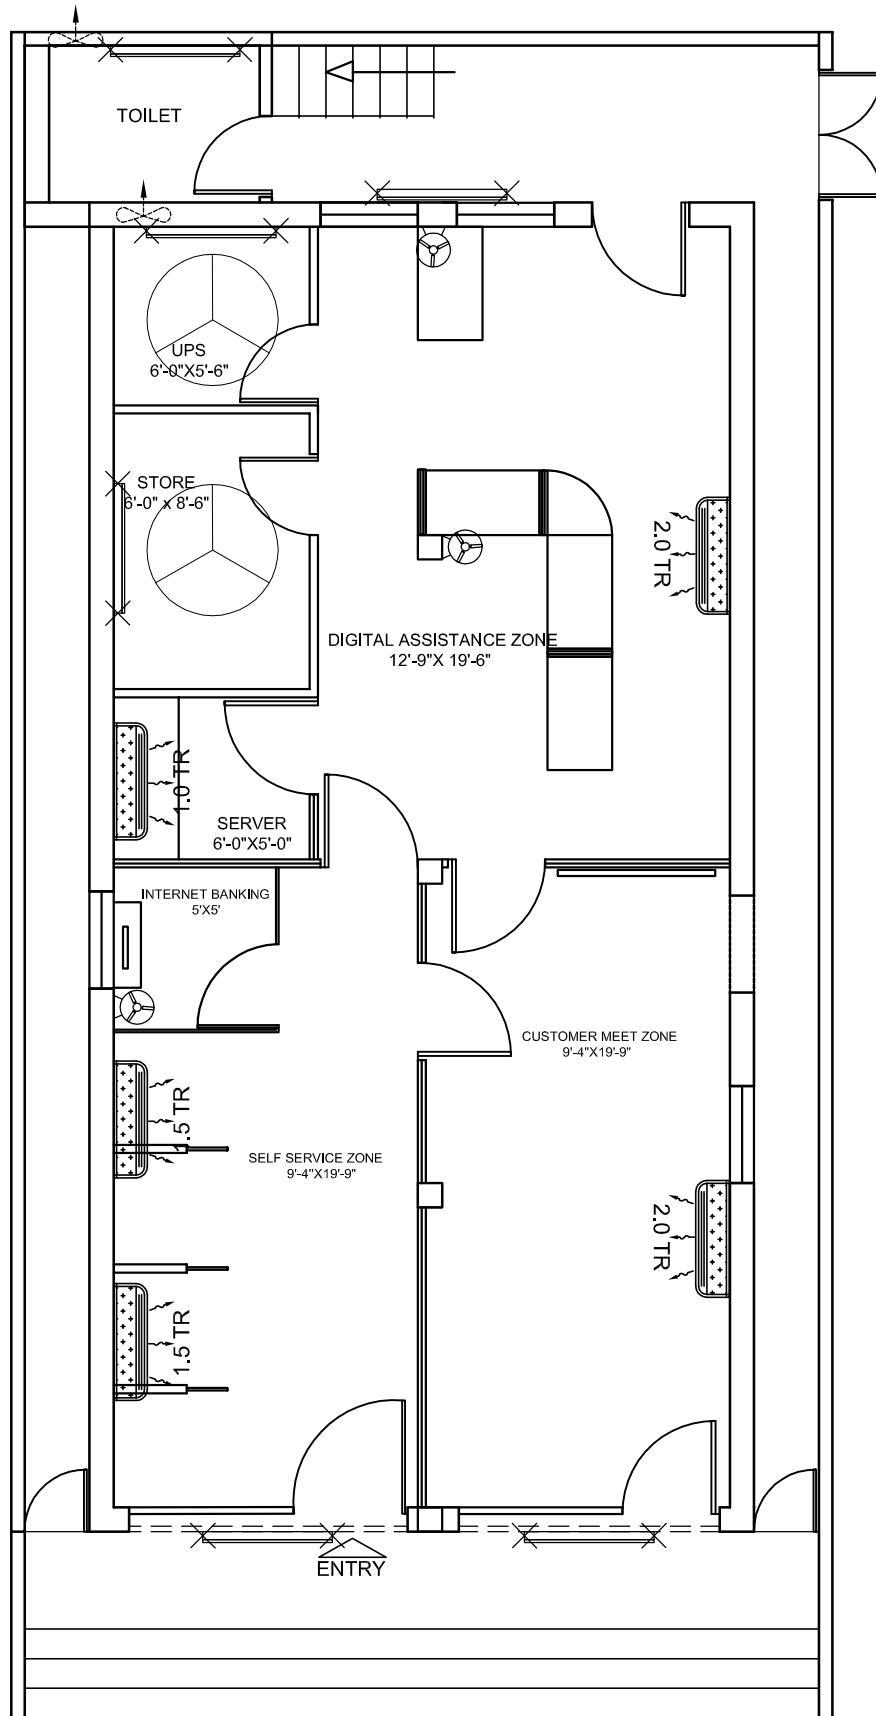 TOILET
UPS
6'-0"X5'-6"
STORE
6'-0" x 8'-6"
2.0 TR
DIGITAL ASSISTANCE ZONE
12'-9"X 19'-6"
1.0 TR
SERVER
6'-0"X5'-0"
INTERNET BANKING
5'X5'
CUSTOMER MEET ZONE
9'-4"X19'-9"
1.5 TR
SELF SERVICE ZONE
9'-4"X19'-9"
2.0 TR
1.5 TR
ENTRY